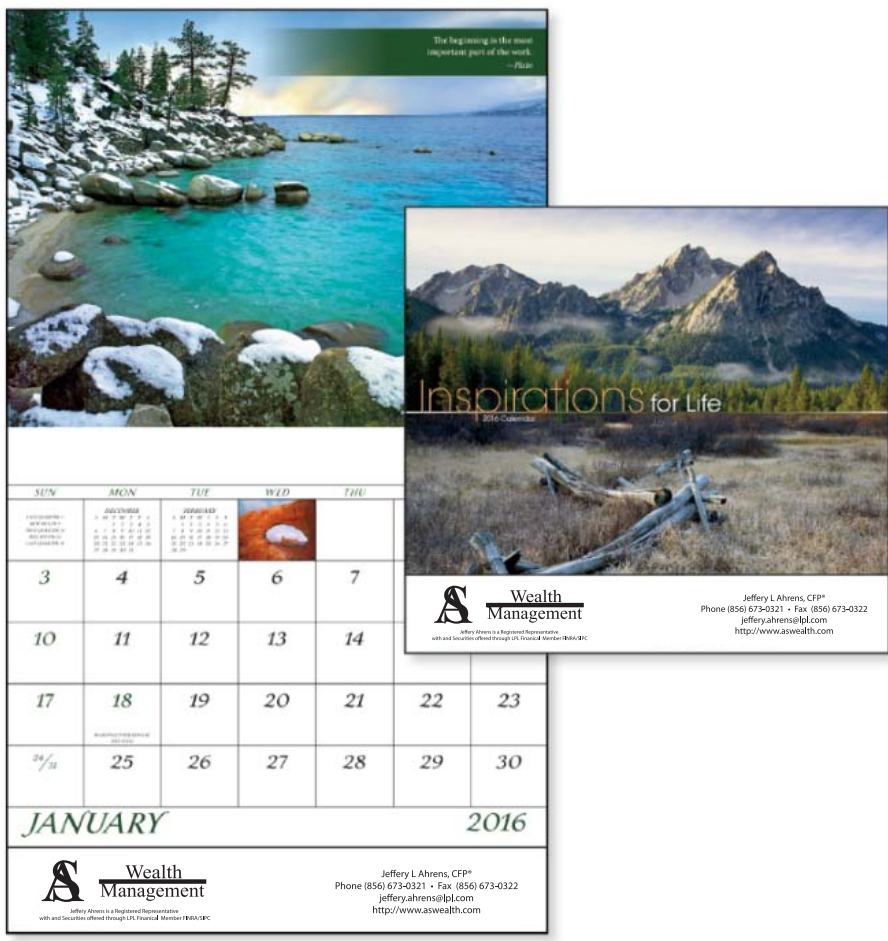 The beginning is the most
important part of the work.
—Plato
Inspirations for Life
2016 Calendar
SUN MON TUE WED THU
DECEMBER FEBRUARY
3 4 5 6 7
10 11 12 13 14
17 18 19 20 21 22 23
24/31 25 26 27 28 29 30
JANUARY 2016
AS Wealth
Management
Jeffery Ahrens is a Registered Representative
with and Securities offered through LPL Finanical Member FINRA/SIPC
Jeffery L Ahrens, CFP®
Phone (856) 673-0321 • Fax (856) 673-0322
jeffery.ahrens@lpl.com
http://www.aswealth.com
AS Wealth
Management
Jeffery Ahrens is a Registered Representative
with and Securities offered through LPL Finanical Member FINRA/SIPC
Jeffery L Ahrens, CFP®
Phone (856) 673-0321 • Fax (856) 673-0322
jeffery.ahrens@lpl.com
http://www.aswealth.com